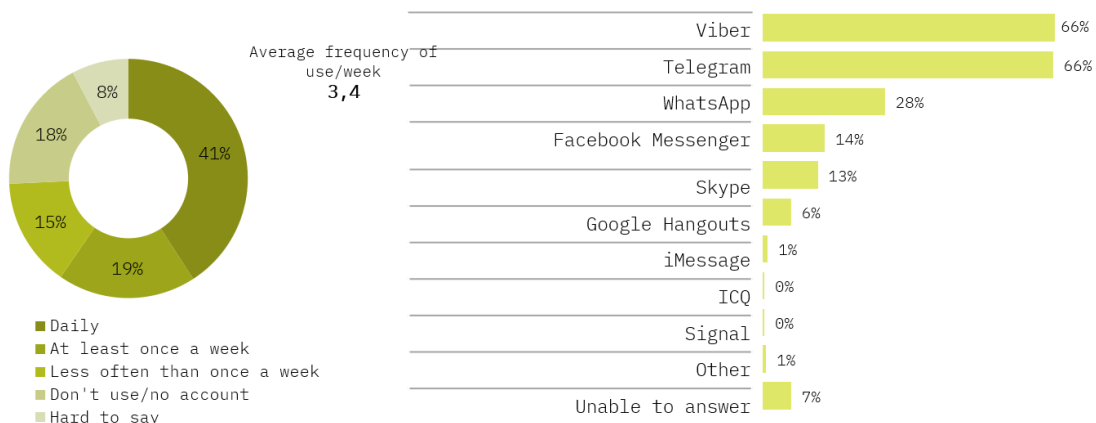 Average frequency of
use/week
3,4
8%
18%
41%
15%
19%
Daily
At least once a week
Less often than once a week
Don't use/no account
Hard to say
Viber 66%
Telegram 66%
WhatsApp 28%
Facebook Messenger 14%
Skype 13%
Google Hangouts 6%
iMessage 1%
ICQ 0%
Signal 0%
Other 1%
Unable to answer 7%